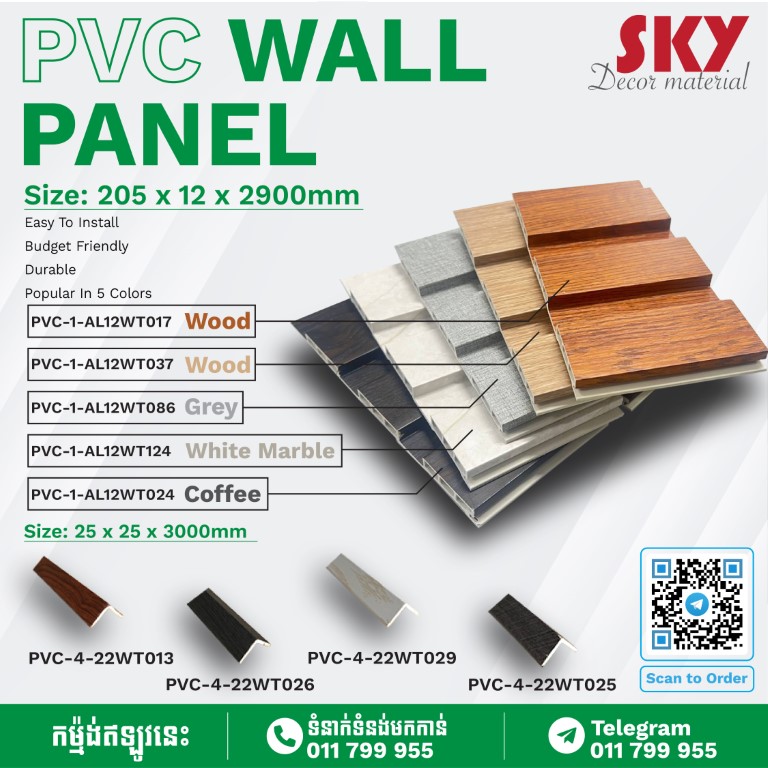 PVC WALL
PANEL
SKY
Decor material
Size: 205 x 12 x 2900mm
Easy To Install
Budget Friendly
Durable
Popular In 5 Colors
PVC-1-AL12WT017 Wood
PVC-1-AL12WT037 Wood
PVC-1-AL12WT086 Grey
PVC-1-AL12WT124 White Marble
PVC-1-AL12WT024 Coffee
Size: 25 x 25 x 3000mm
PVC-4-22WT013
PVC-4-22WT026
PVC-4-22WT029
PVC-4-22WT025
Scan to Order
កម្ម៉ង់ឥឡូវនេះ
ទំនាក់ទំនងមកកាន់
011 799 955
Telegram
011 799 955